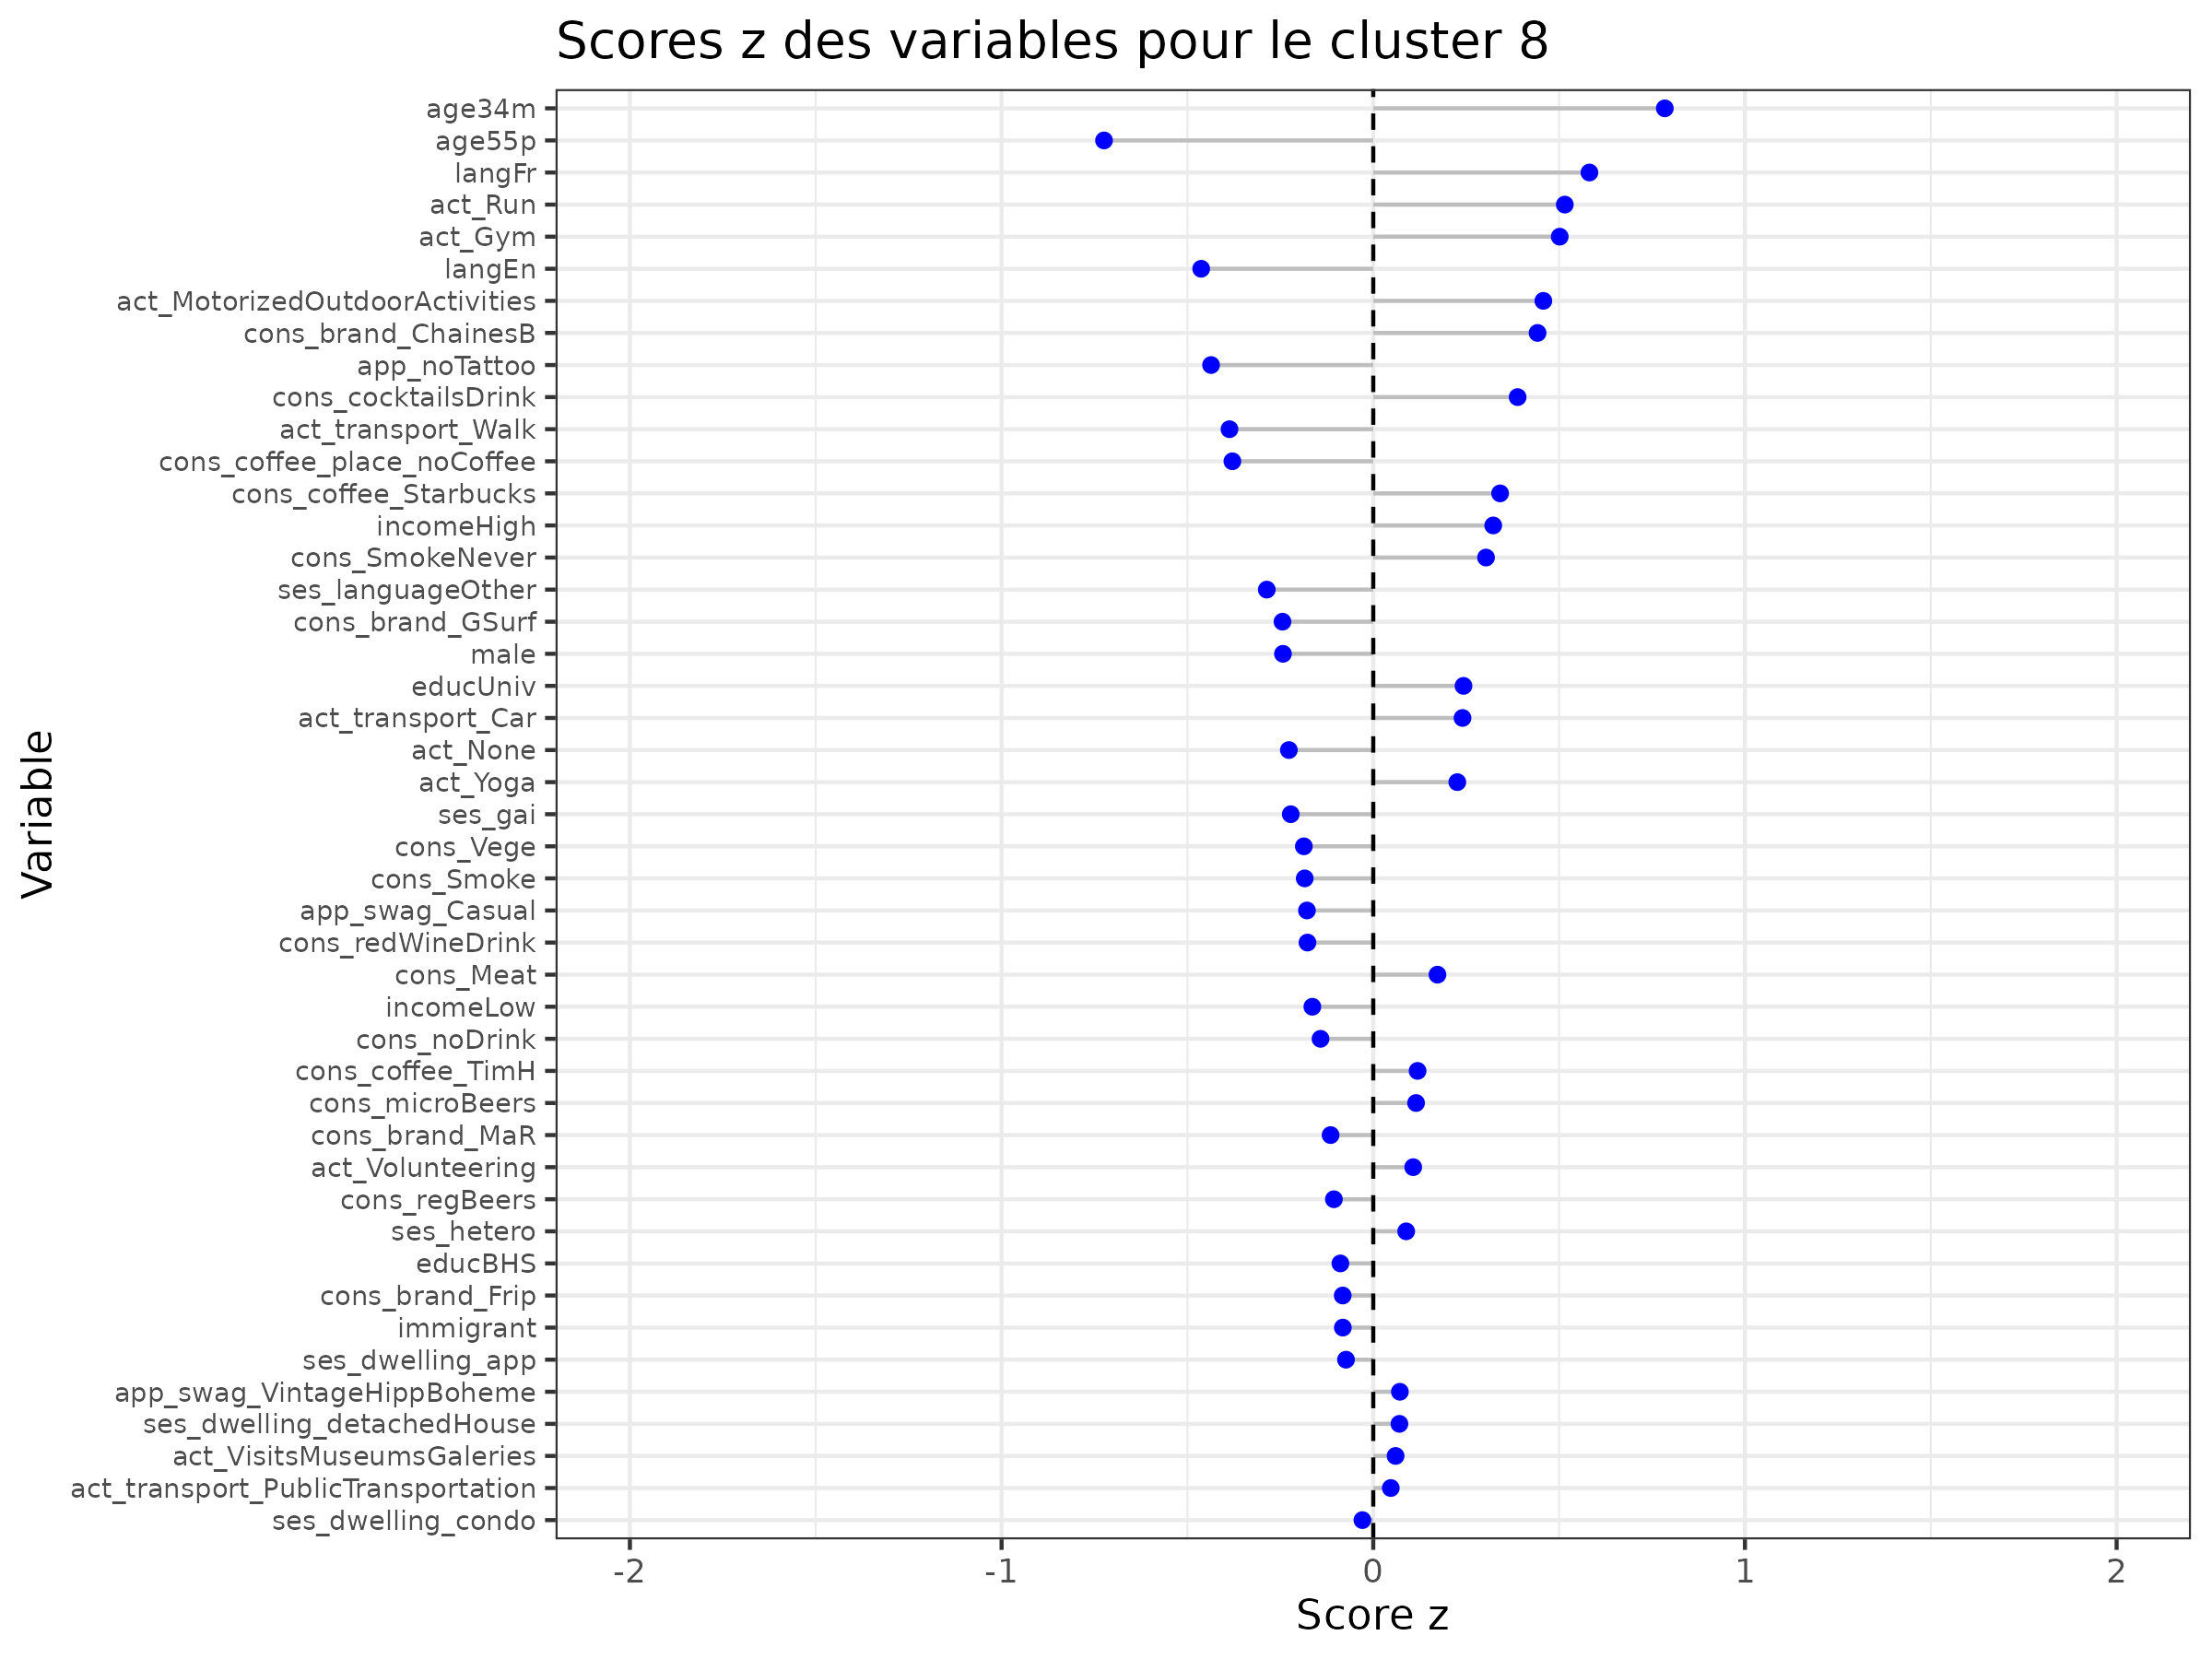 Scores z des variables pour le cluster 8
age34m
age55p
langFr
act_Run
act_Gym
langEn
act_MotorizedOutdoorActivities
cons_brand_ChainesB
app_noTattoo
cons_cocktailsDrink
act_transport_Walk
cons_coffee_place_noCoffee
cons_coffee_Starbucks
incomeHigh
cons_SmokeNever
ses_languageOther
cons_brand_GSurf
male
educUniv
act_transport_Car
act_None
act_Yoga
ses_gai
cons_Vege
cons_Smoke
app_swag_Casual
cons_redWineDrink
cons_Meat
incomeLow
cons_noDrink
cons_coffee_TimH
cons_microBeers
cons_brand_MaR
act_Volunteering
cons_regBeers
ses_hetero
educBHS
cons_brand_Frip
immigrant
ses_dwelling_app
app_swag_VintageHippBoheme
ses_dwelling_detachedHouse
act_VisitsMuseumsGaleries
act_transport_PublicTransportation
ses_dwelling_condo
Variable
-2 -1 0 1 2
Score z